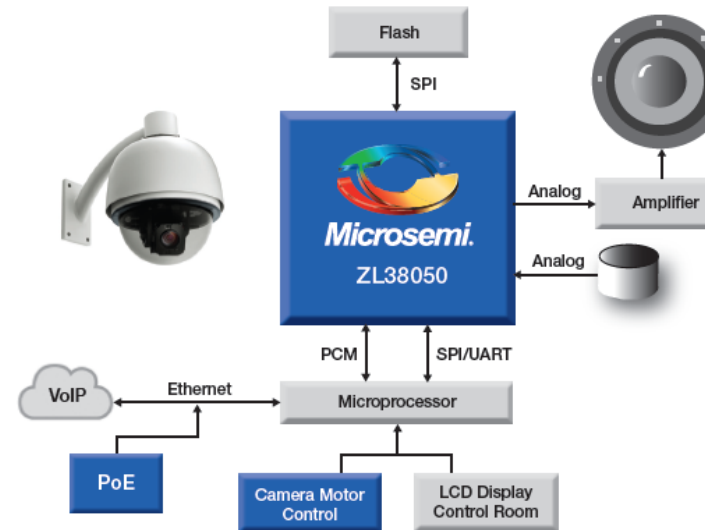 Flash
SPI
Microsemi.
ZL38050
Analog
Amplifier
Analog
PCM
SPI/UART
VoIP
Ethernet
Microprocessor
PoE
Camera Motor
Control
LCD Display
Control Room